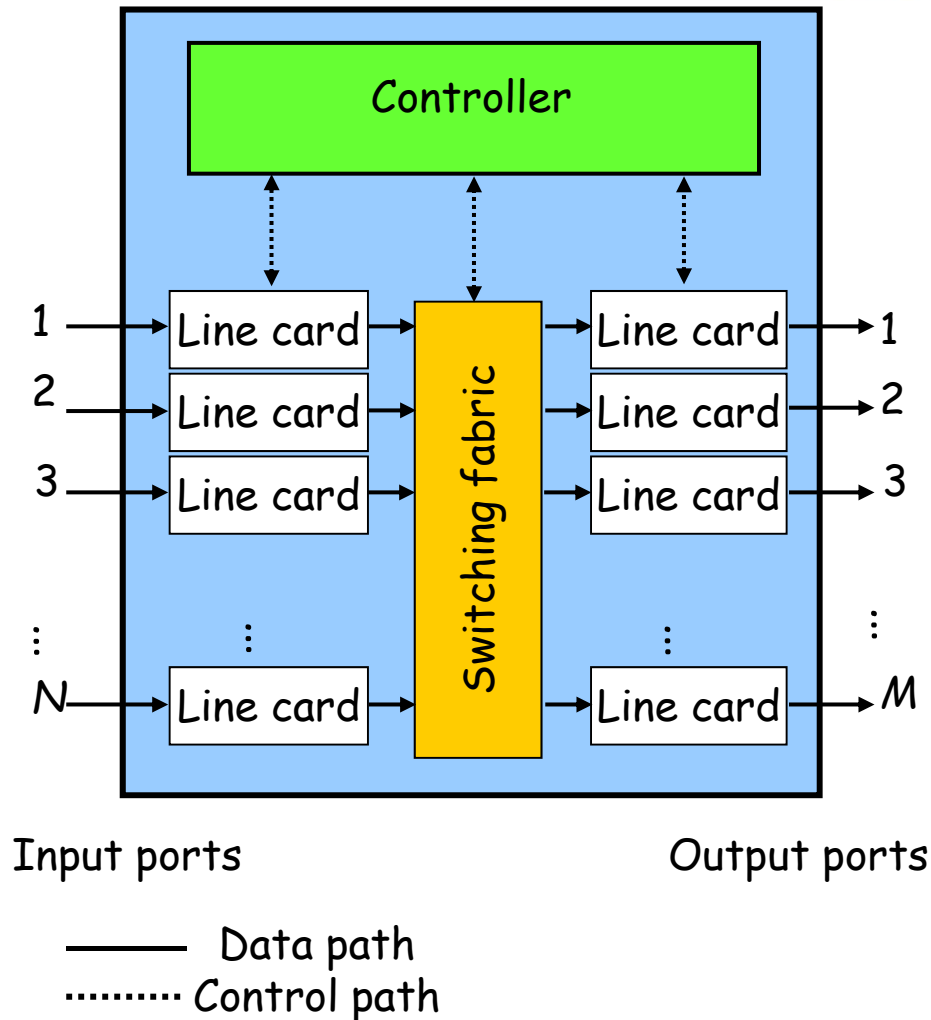 Controller
1 Line card Line card 1
2 Line card Line card 2
3 Line card Line card 3
Switching fabric
... ... ... ...
N Line card Line card M
Input ports Output ports
Data path
Control path